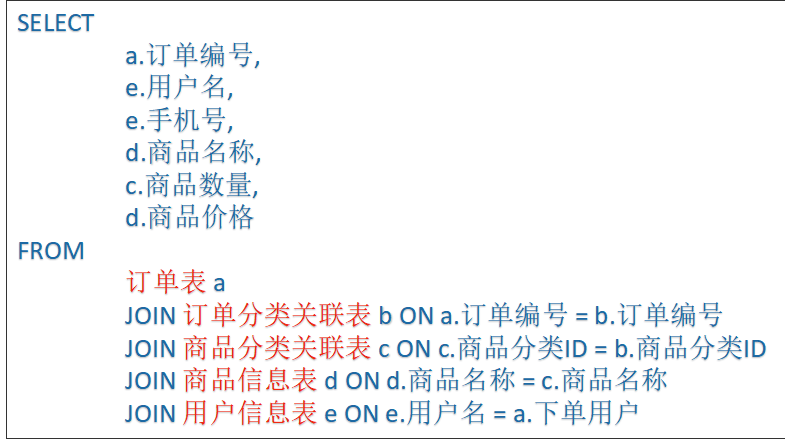 SELECT
a.订单编号,
e.用户名,
e.手机号,
d.商品名称,
c.商品数量,
d.商品价格
FROM
订单表 a
JOIN 订单分类关联表 b ON a.订单编号 = b.订单编号
JOIN 商品分类关联表 c ON c.商品分类ID = b.商品分类ID
JOIN 商品信息表 d ON d.商品名称 = c.商品名称
JOIN 用户信息表 e ON e.用户名 = a.下单用户